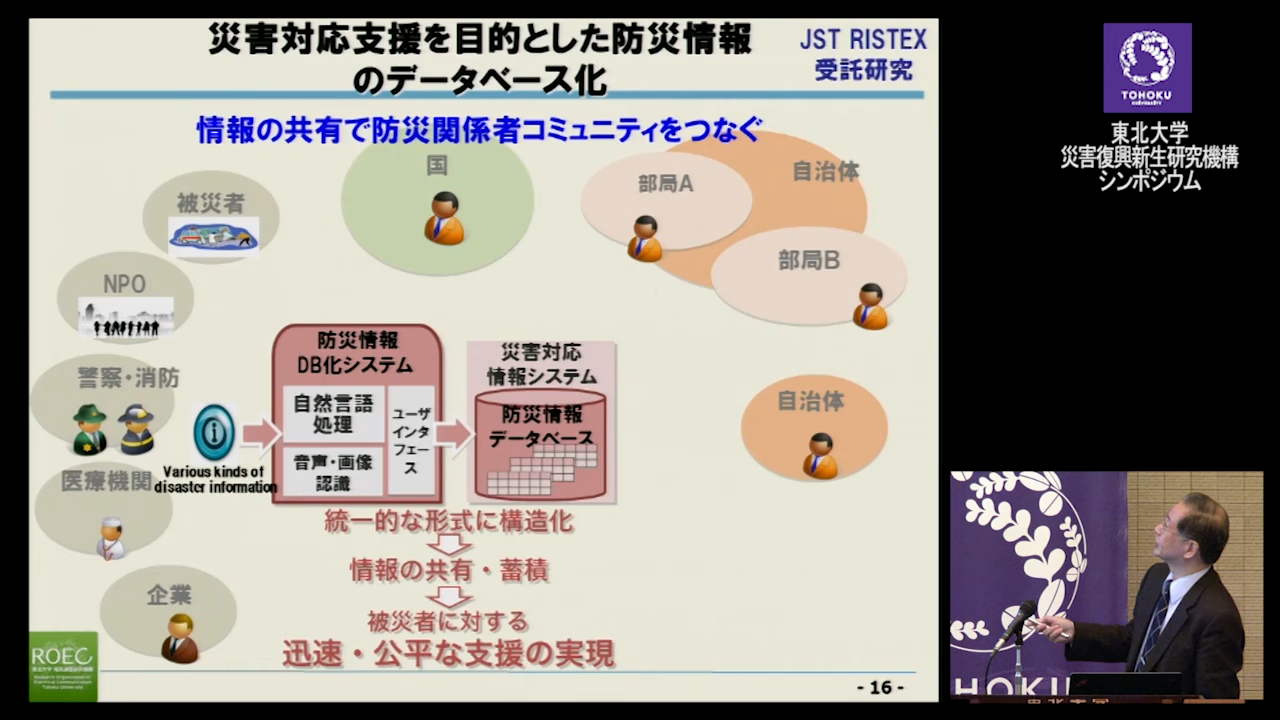 災害対応支援を目的とした防災情報
のデータベース化
JST RISTEX
受託研究
情報の共有で防災関係者コミュニティをつなぐ
国
自治体
部局A
部局B
被災者
NPO
警察・消防
医療機関
企業
自治体
Various kinds of
disaster information
防災情報
DB化システム
自然言語
処理
音声・画像
認識
ユーザ
インタ
フェー
ス
災害対応
情報システム
防災情報
データベース
統一的な形式に構造化
情報の共有・蓄積
被災者に対する
迅速・公平な支援の実現
ROEC
- 16 -
TOHOKU
UNIVERSITY
東北大学
災害復興新生研究機構
シンポジウム
HOKU
東北大学